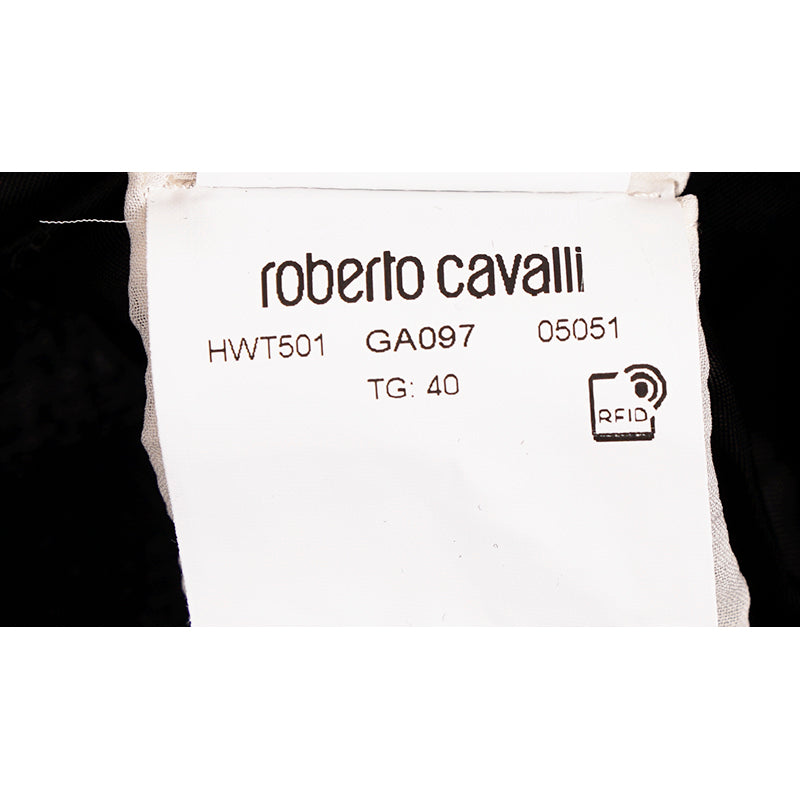 roberto cavalli
HWT501 GA097 05051
TG: 40
RFID